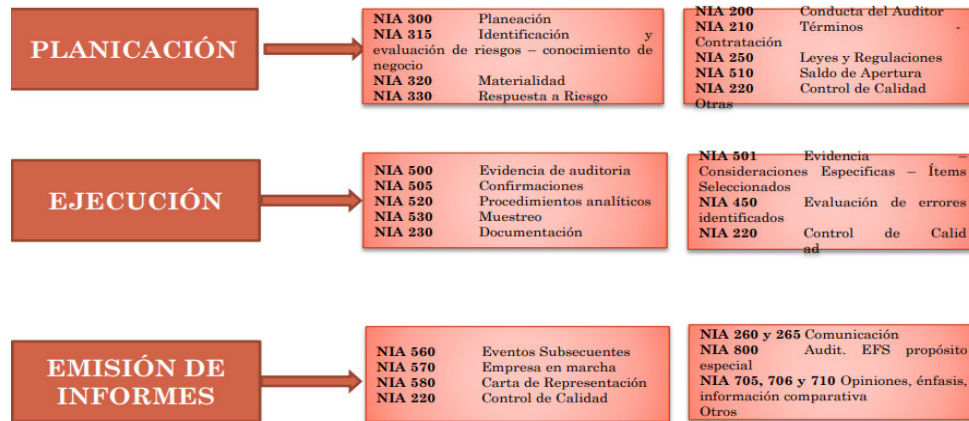 PLANICACIÓN
NIA 300 Planeación
NIA 315 Identificación y
evaluación de riesgos – conocimiento de
negocio
NIA 320 Materialidad
NIA 330 Respuesta a Riesgo
NIA 200 Conducta del Auditor
NIA 210 Términos -
Contratación
NIA 250 Leyes y Regulaciones
NIA 510 Saldo de Apertura
NIA 220 Control de Calidad
Otras
EJECUCIÓN
NIA 500 Evidencia de auditoria
NIA 505 Confirmaciones
NIA 520 Procedimientos analíticos
NIA 530 Muestreo
NIA 230 Documentación
NIA 501 Evidencia –
Consideraciones Especificas – Ítems
Seleccionados
NIA 450 Evaluación de errores
identificados
NIA 220 Control de Calid
ad
EMISIÓN DE
INFORMES
NIA 560 Eventos Subsecuentes
NIA 570 Empresa en marcha
NIA 580 Carta de Representación
NIA 220 Control de Calidad
NIA 260 y 265 Comunicación
NIA 800 Audit. EFS propósito
especial
NIA 705, 706 y 710 Opiniones, énfasis,
información comparativa
Otros